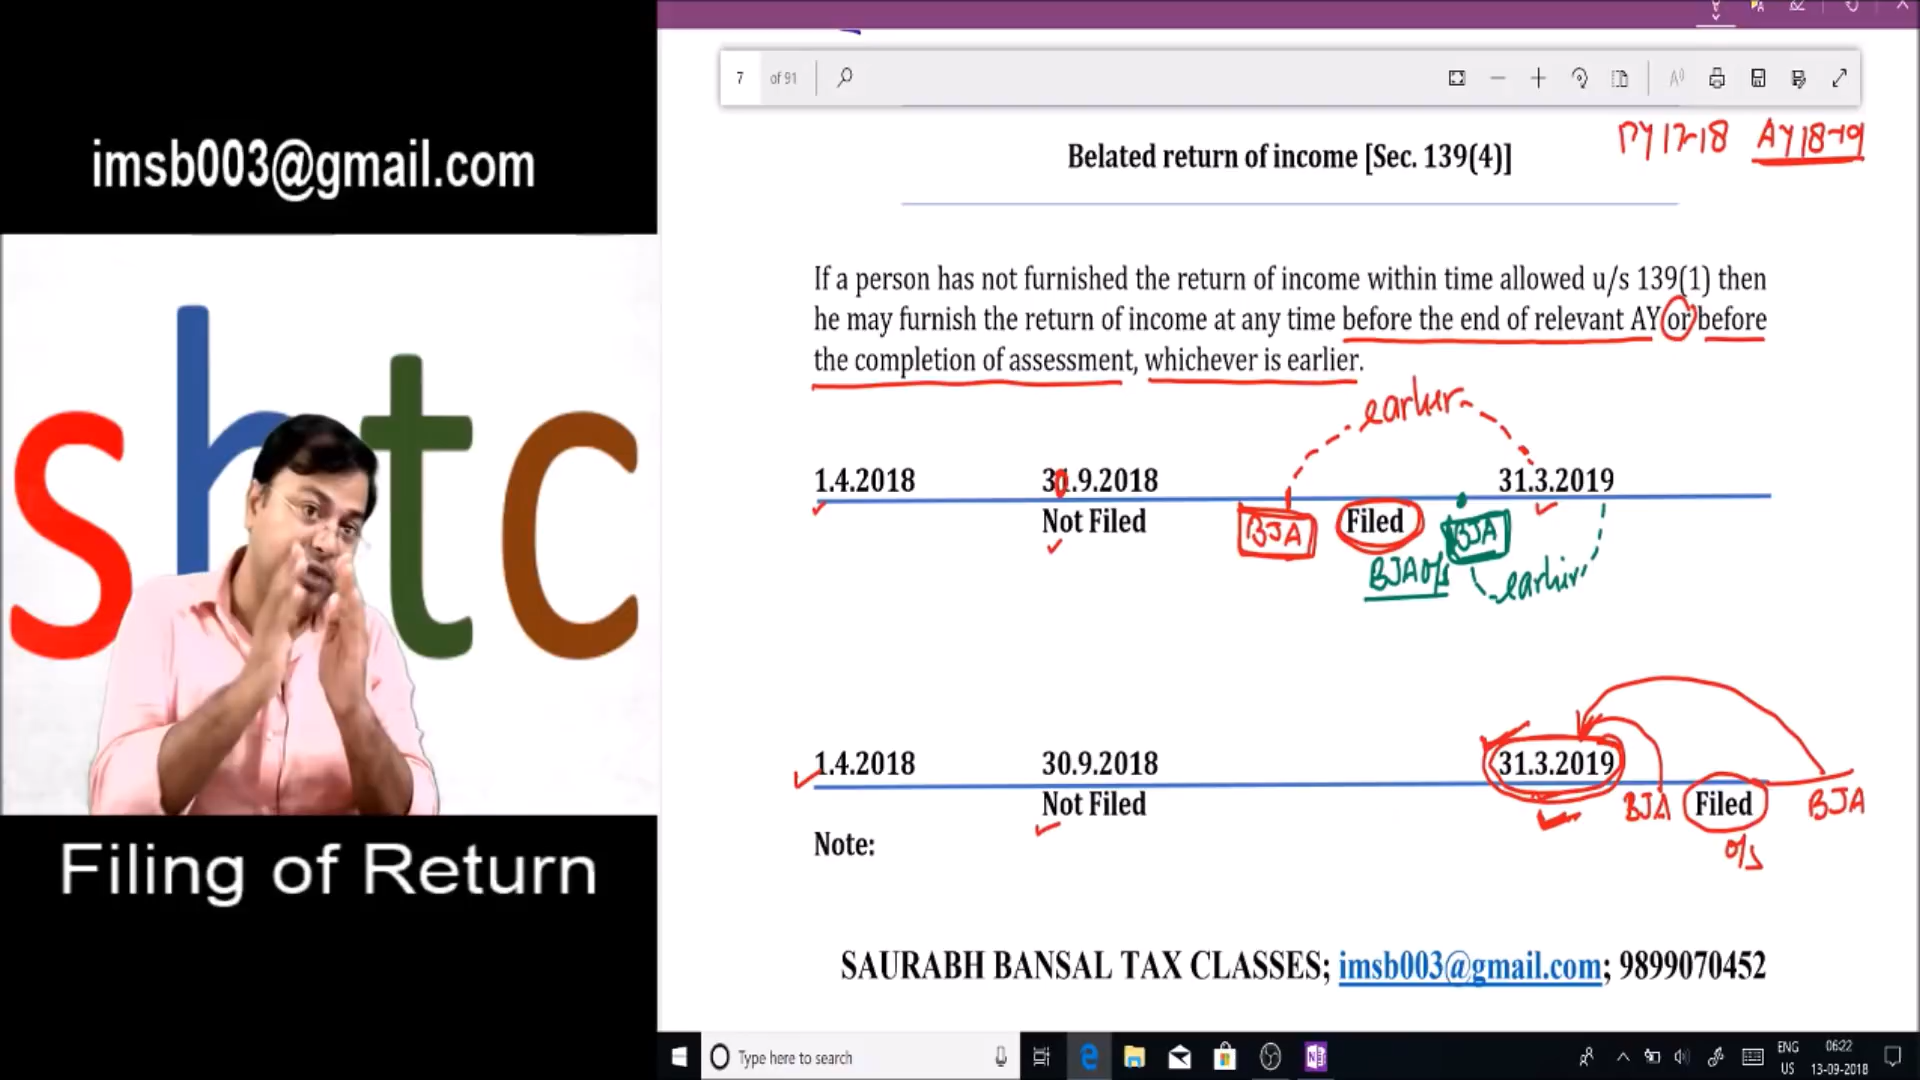 imsb003@gmail.com
shtc
Filing of Return
7 of 91
PY 17-18 AY 18-19
Belated return of income [Sec. 139(4)]
If a person has not furnished the return of income within time allowed u/s 139(1) then
he may furnish the return of income at any time before the end of relevant AY or before
the completion of assessment, whichever is earlier.
earlier
1.4.2018 30.9.2018 31.3.2019
Not Filed BJA Filed BJA
BJA o/s earlier
1.4.2018 30.9.2018 31.3.2019
Not Filed BJA Filed BJA
o/s
Note:
SAURABH BANSAL TAX CLASSES; imsb003@gmail.com; 9899070452
Type here to search
ENG
US
06:22
13-09-2018